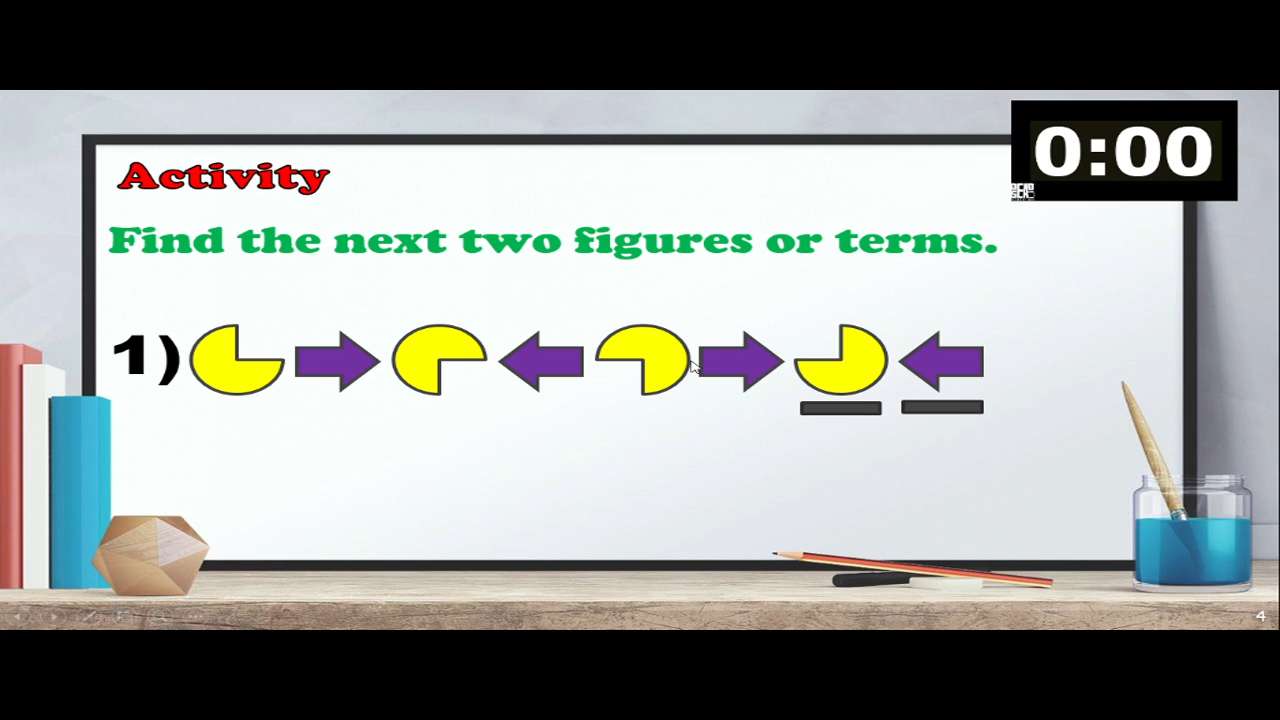 0:00
Activity
Find the next two figures or terms.
1)
4